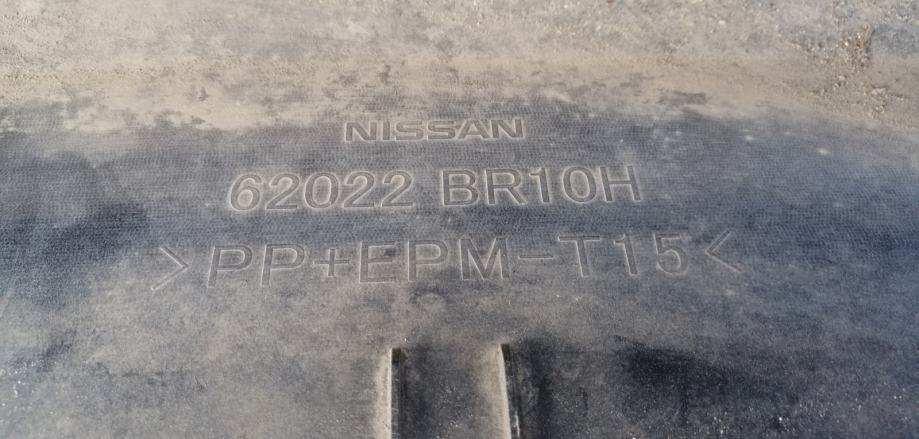 NISSAN
62022 BR10H
>PP+EPM-T15<